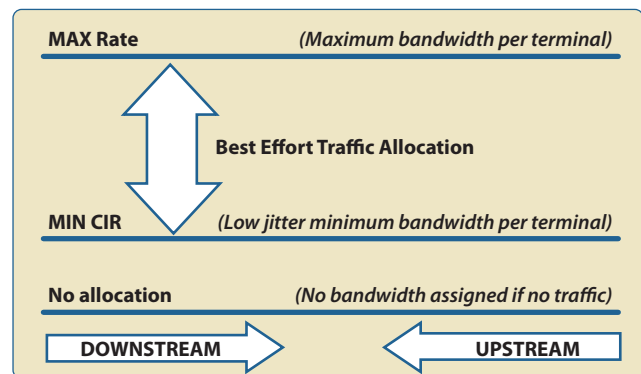 MAX Rate (Maximum bandwidth per terminal)
Best Effort Traffic Allocation
MIN CIR (Low jitter minimum bandwidth per terminal)
No allocation (No bandwidth assigned if no traffic)
DOWNSTREAM UPSTREAM